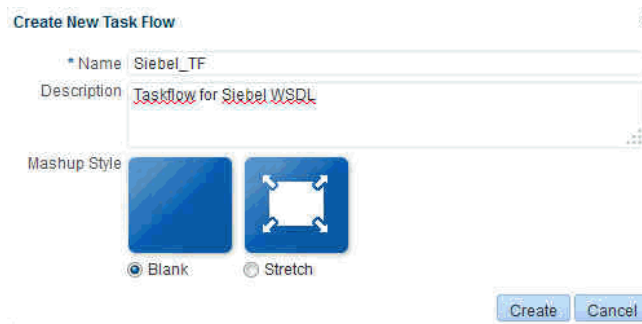 Create New Task Flow
* Name Siebel_TF
Description Taskflow for Siebel WSDL
Mashup Style
Blank Stretch
Create Cancel